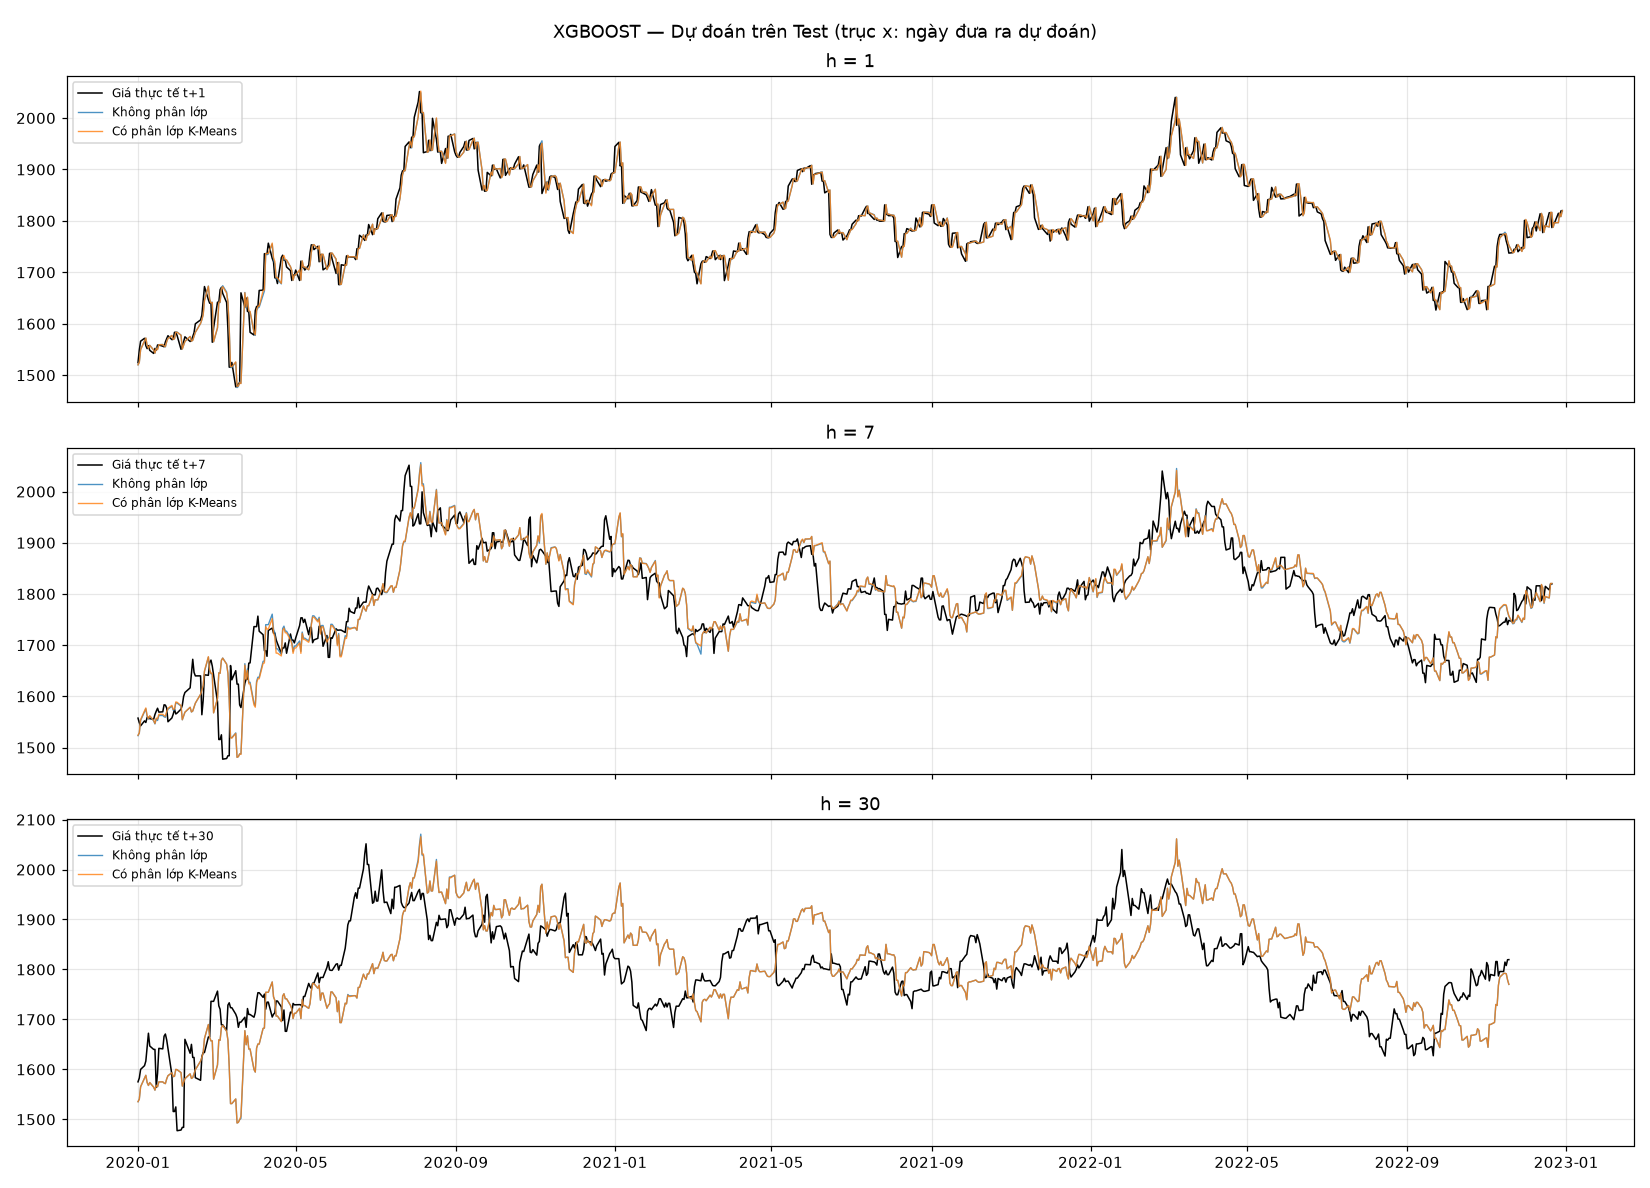 XGBOOST — Dự đoán trên Test (trục x: ngày đưa ra dự đoán)
h = 1
Giá thực tế t+1
Không phân lớp
Có phân lớp K-Means
2000
1900
1800
1700
1600
1500
h = 7
Giá thực tế t+7
Không phân lớp
Có phân lớp K-Means
2000
1900
1800
1700
1600
1500
h = 30
Giá thực tế t+30
Không phân lớp
Có phân lớp K-Means
2100
2000
1900
1800
1700
1600
1500
2020-01 2020-05 2020-09 2021-01 2021-05 2021-09 2022-01 2022-05 2022-09 2023-01